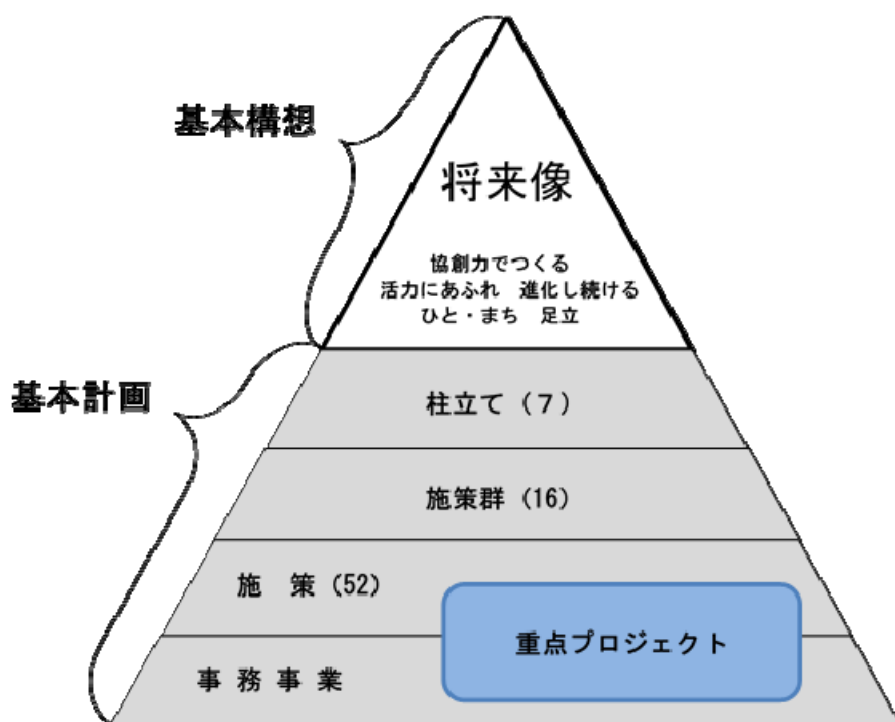 基本構想
将来像
協創力でつくる
活力にあふれ　進化し続ける
ひと・まち　足立
基本計画
柱立て（７）
施策群（16）
施　策（52）
重点プロジェクト
事 務 事 業